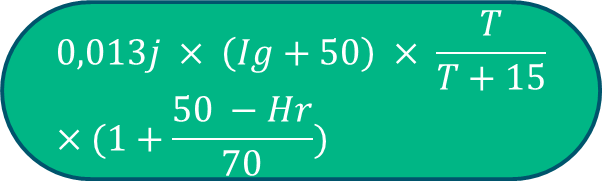 0,013j × (Ig + 50) × T / (T + 15)
× (1 + (50 − Hr) / 70)